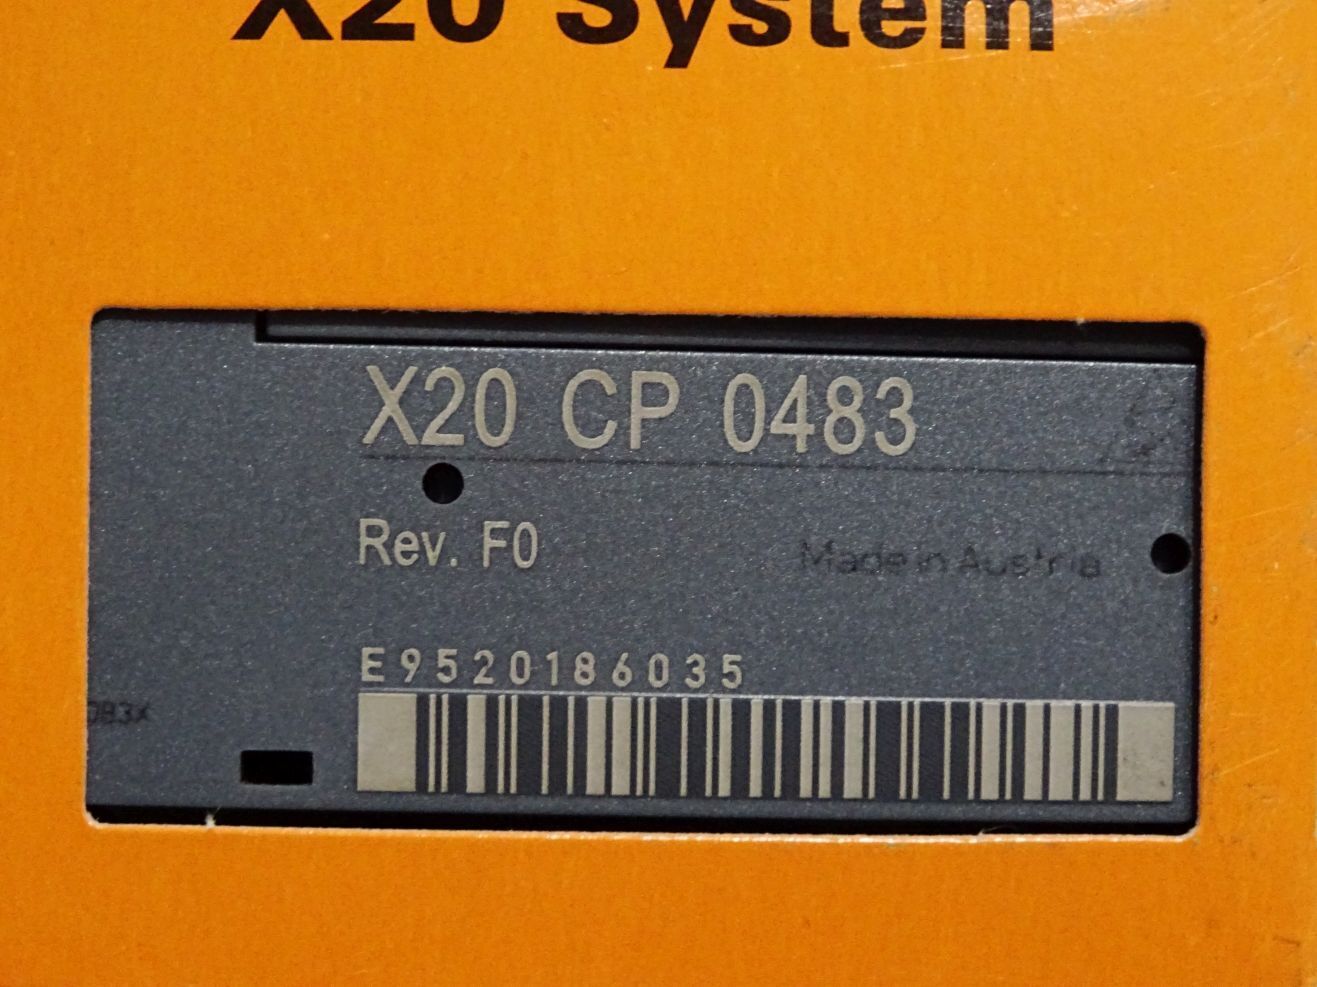 X20 System
X20 CP 0483
Rev. F0
Made in Austria
E9520186035